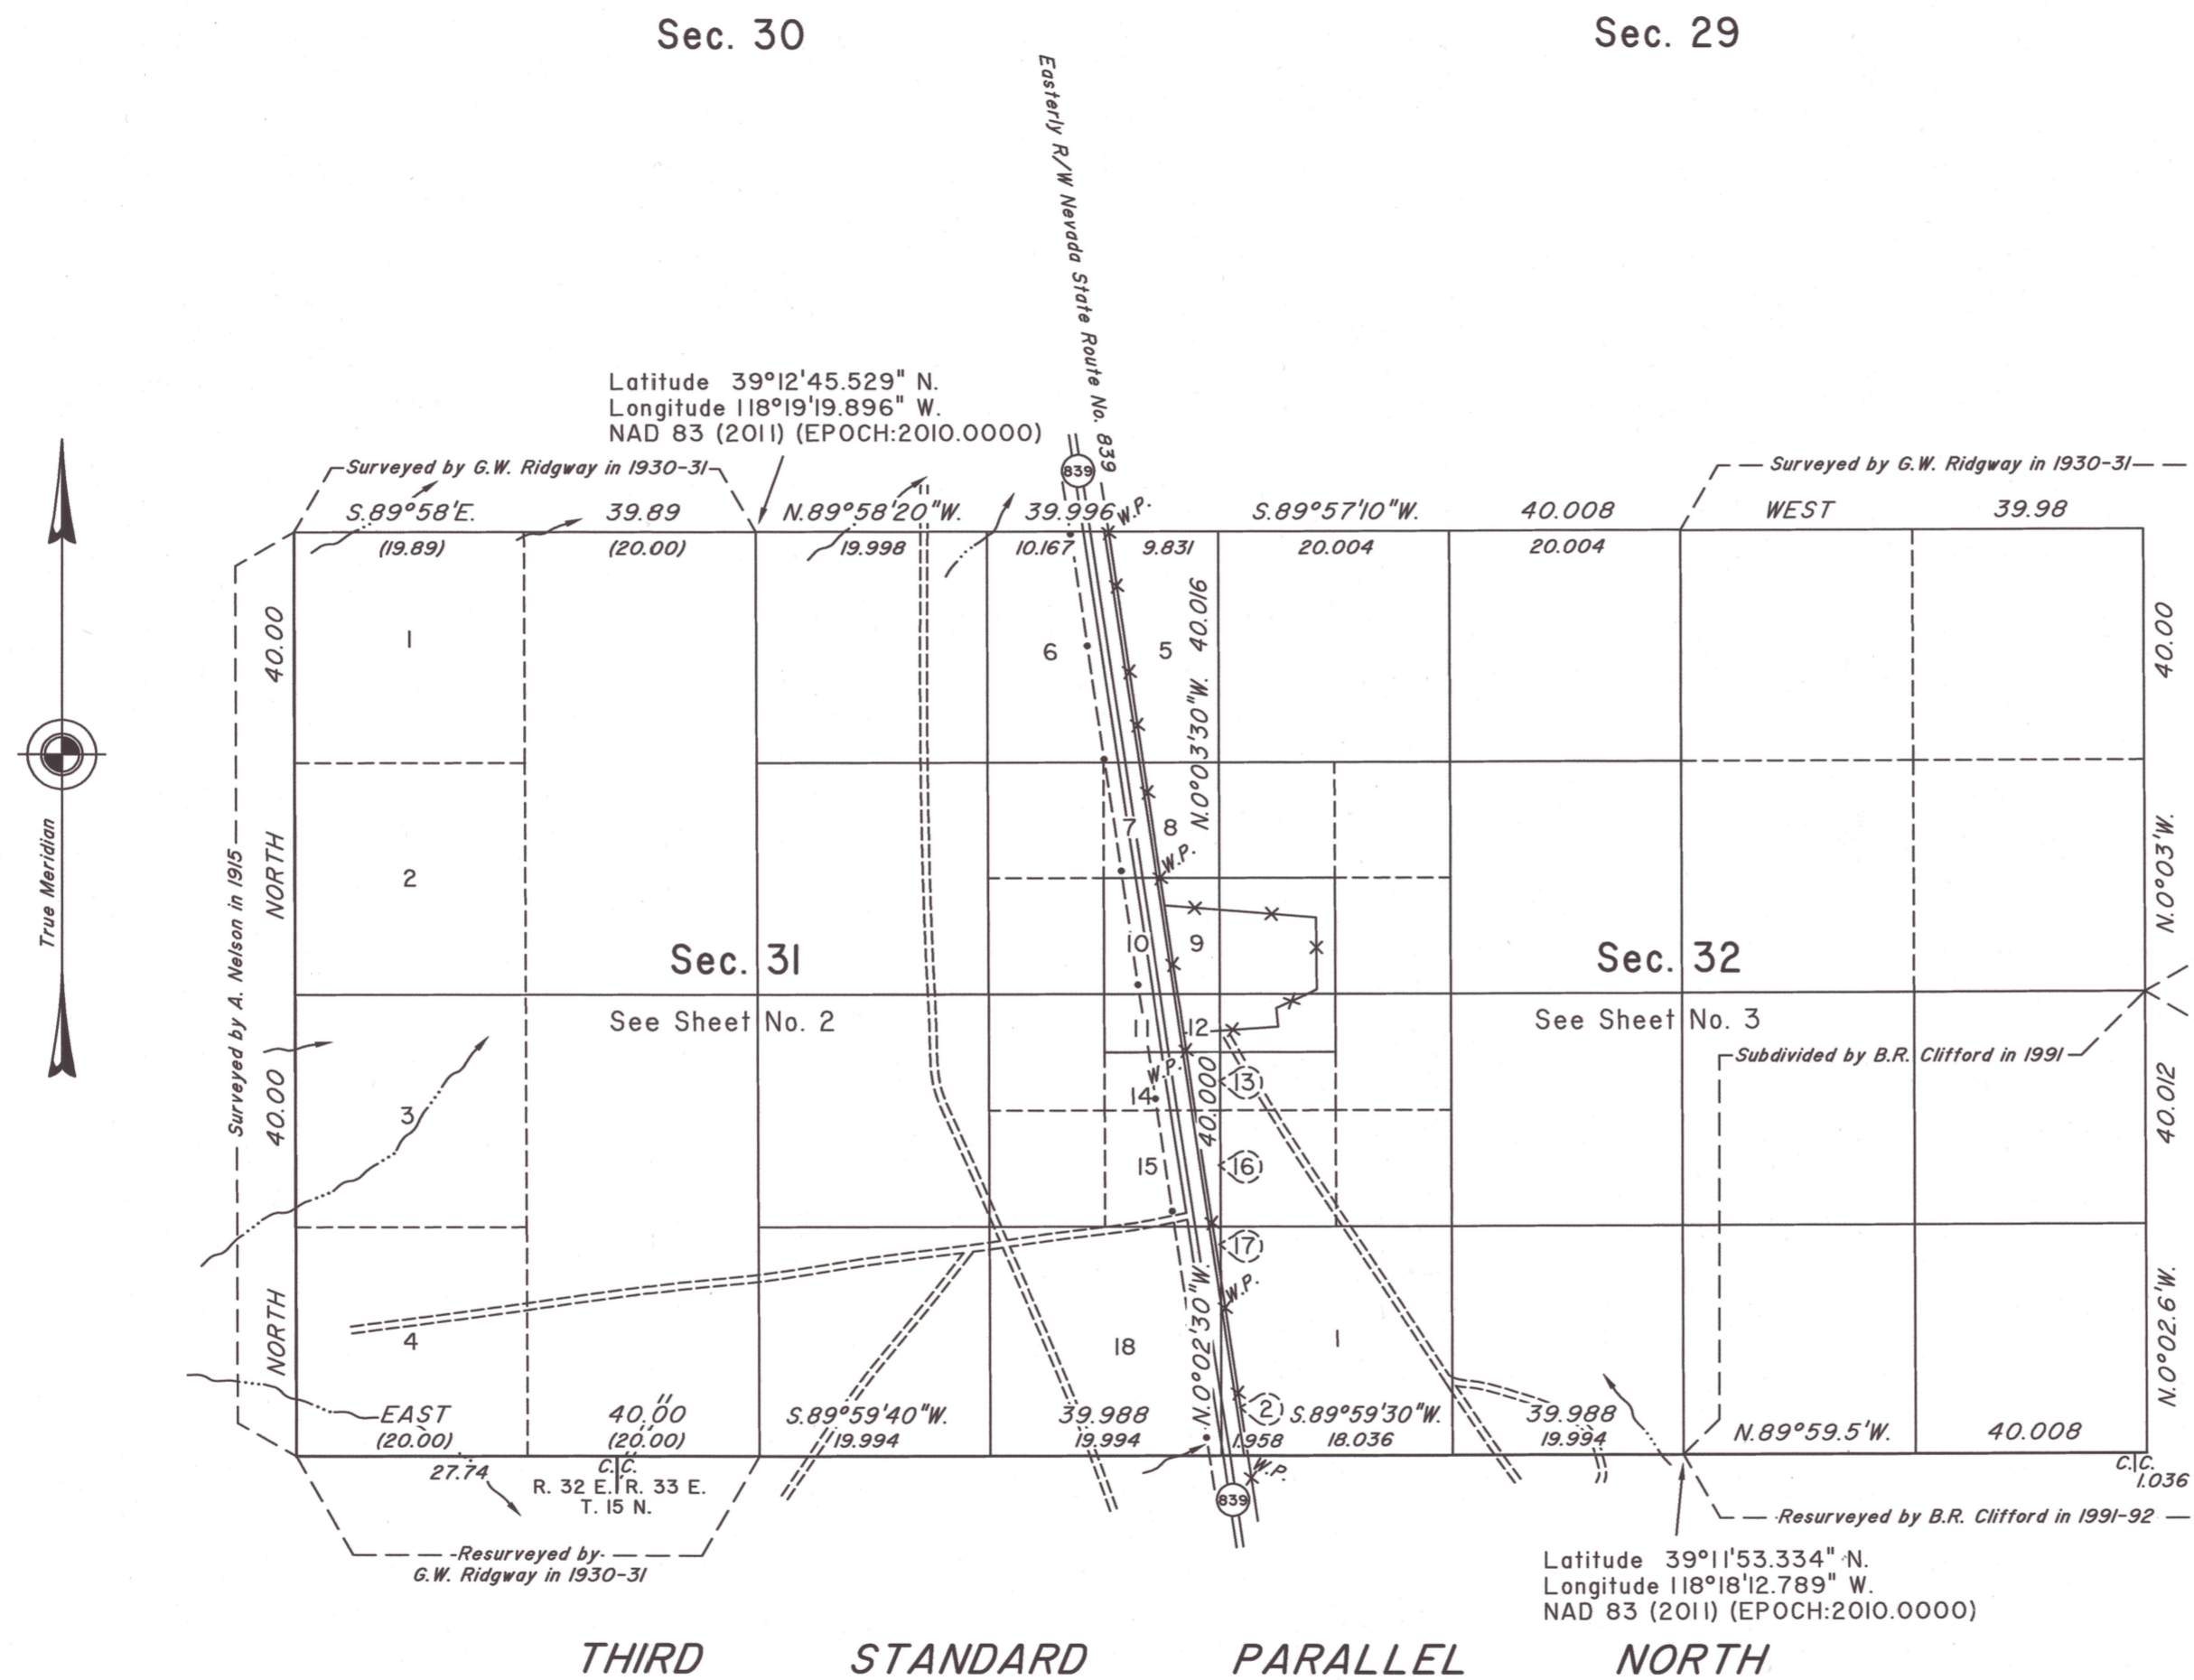 Sec. 30
Sec. 29
Easterly R/W Nevada State Route No. 839
Latitude 39°12'45.529" N.
Longitude 118°19'19.896" W.
NAD 83 (2011) (EPOCH:2010.0000)
839
Surveyed by G.W. Ridgway in 1930-31
Surveyed by G.W. Ridgway in 1930-31
S.89°58'E.
39.89
N.89°58'20"W.
39.996
W.P.
S.89°57'10"W.
40.008
WEST
39.98
(19.89)
(20.00)
19.998
10.167
9.831
20.004
20.004
40.00
1
6
5
N.0°03'30"W. 40.016
40.00
True Meridian
Surveyed by A. Nelson in 1915
NORTH
2
7
8
W.P.
N.0°03'W.
10
9
Sec. 31
Sec. 32
See Sheet No. 2
See Sheet No. 3
11
12
Subdivided by B.R. Clifford in 1991
40.00
3
W.P.
14
40.000
13
40.012
15
16
17
NORTH
4
18
N.0°02'30"W.
W.P.
1
N.0°02.6'W.
EAST
40.00
S.89°59'40"W.
39.988
2
S.89°59'30"W.
39.988
N.89°59.5'W.
40.008
(20.00)
(20.00)
19.994
19.994
1.958
18.036
19.994
27.74
C.C.
R. 32 E. R. 33 E.
T. 15 N.
W.P.
839
C.C.
1.036
Resurveyed by
G.W. Ridgway in 1930-31
Resurveyed by B.R. Clifford in 1991-92
Latitude 39°11'53.334" N.
Longitude 118°18'12.789" W.
NAD 83 (2011) (EPOCH:2010.0000)
THIRD STANDARD PARALLEL NORTH